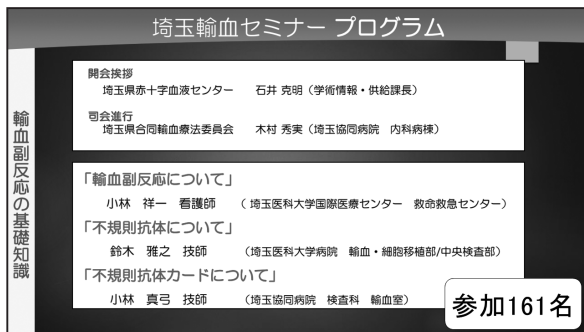 埼玉輸血セミナー プログラム
輸血副反応の基礎知識
開会挨拶
埼玉県赤十字血液センター 石井 克明（学術情報・供給課長）
司会進行
埼玉県合同輸血療法委員会 木村 秀実（埼玉協同病院 内科病棟）
「輸血副反応について」
小林 祥一 看護師 （ 埼玉医科大学国際医療センター 救命救急センター）
「不規則抗体について」
鈴木 雅之 技師 （埼玉医科大学病院 輸血・細胞移植部/中央検査部）
「不規則抗体カードについて」
小林 真弓 技師 （埼玉協同病院 検査科 輸血室）
参加161名